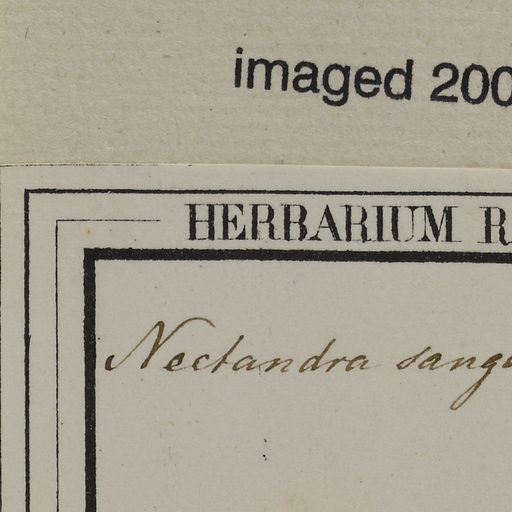 imaged 200
HERBARIUM R
Nectandra sang